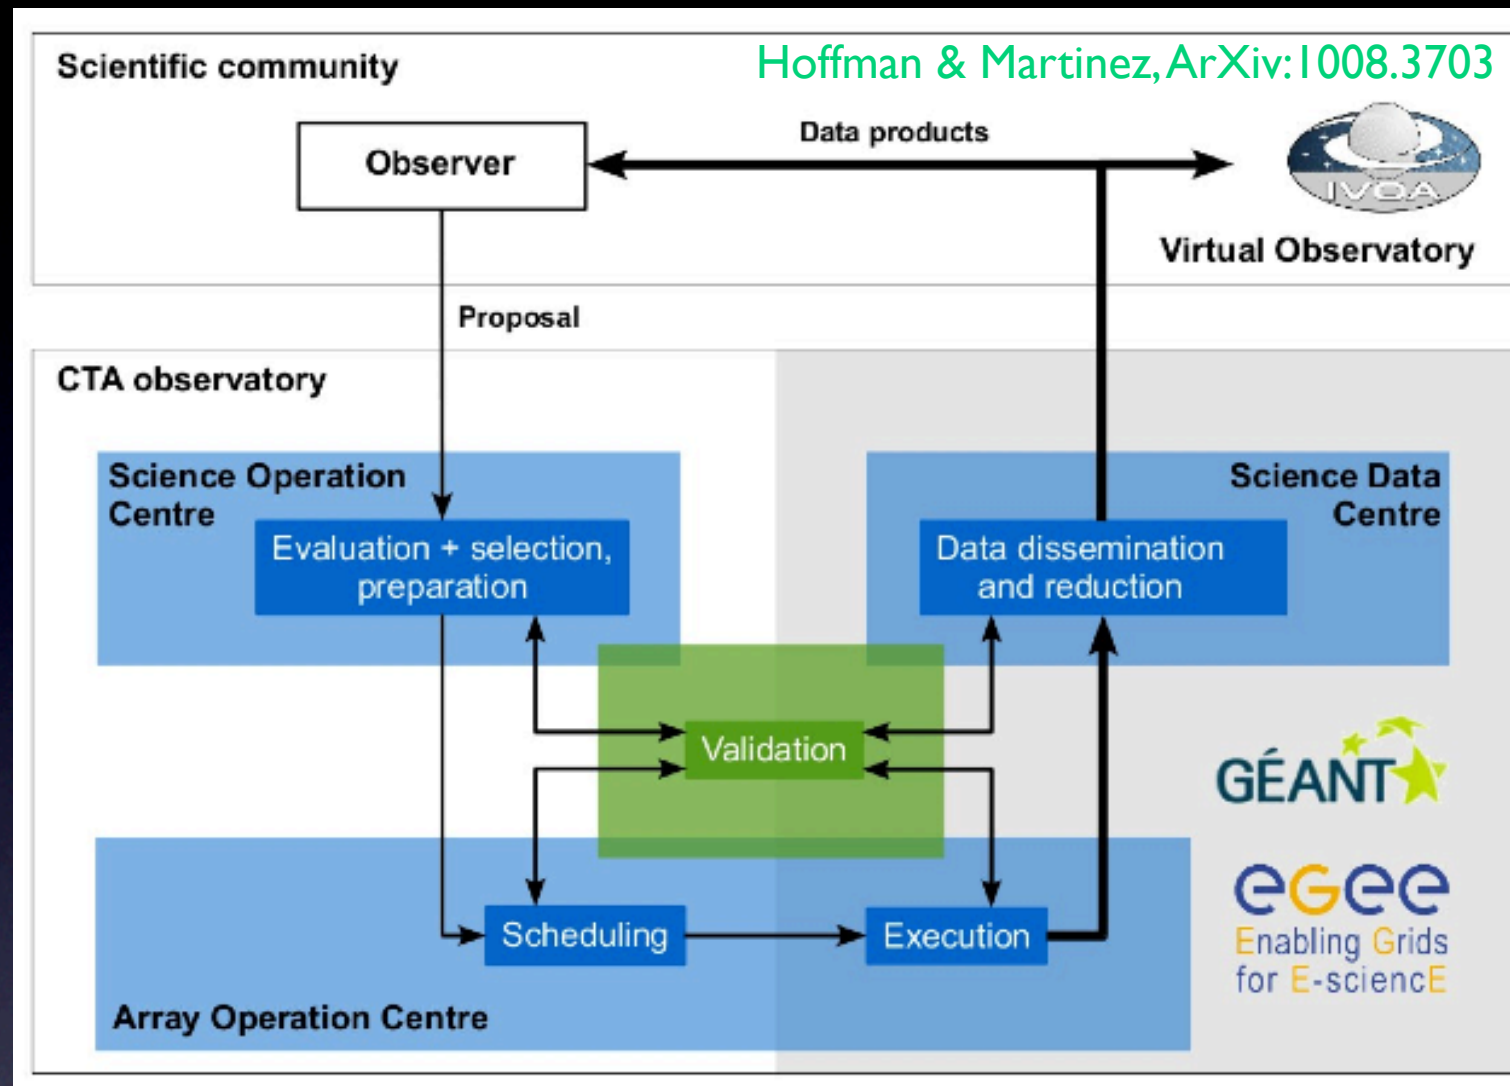 Scientific community
Hoffman & Martinez, ArXiv:1008.3703
Data products
Observer
IVOA
Virtual Observatory
Proposal
CTA observatory
Science Operation
Centre
Evaluation + selection,
preparation
Science Data
Centre
Data dissemination
and reduction
Validation
GÉANT
Scheduling
Execution
eGee
Enabling Grids
for E-sciencE
Array Operation Centre